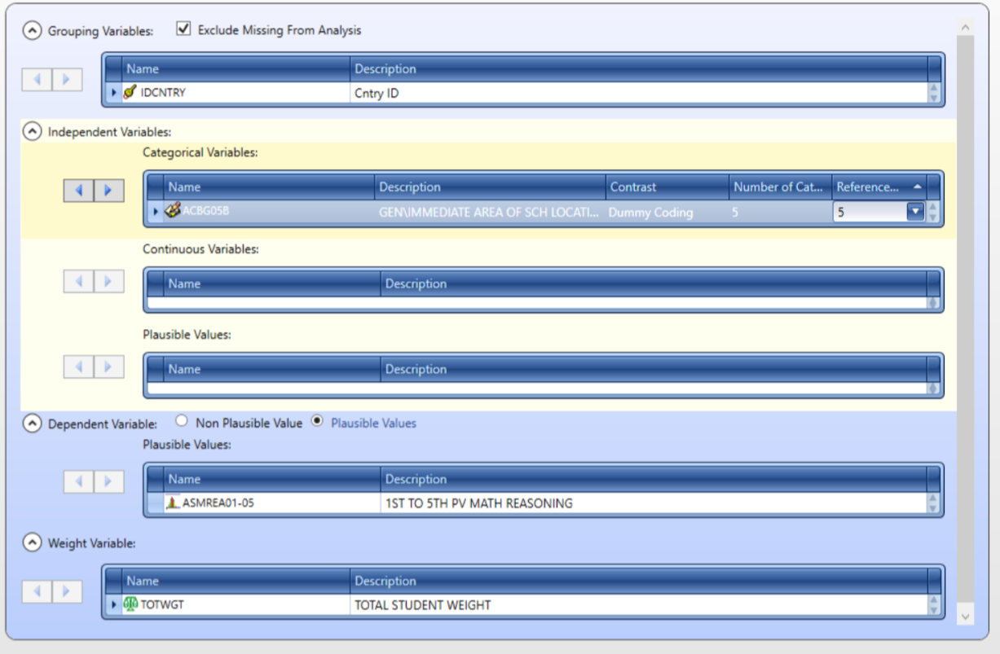 Grouping Variables: Exclude Missing From Analysis
Name Description
IDCNTRY Cntry ID
Independent Variables:
Categorical Variables:
Name Description Contrast Number of Cat... Reference...
ACBG05B GEN\IMMEDIATE AREA OF SCH LOCATI... Dummy Coding 5 5
Continuous Variables:
Name Description
Plausible Values:
Name Description
Dependent Variable: Non Plausible Value Plausible Values
Plausible Values:
Name Description
ASMREA01-05 1ST TO 5TH PV MATH REASONING
Weight Variable:
Name Description
TOTWGT TOTAL STUDENT WEIGHT